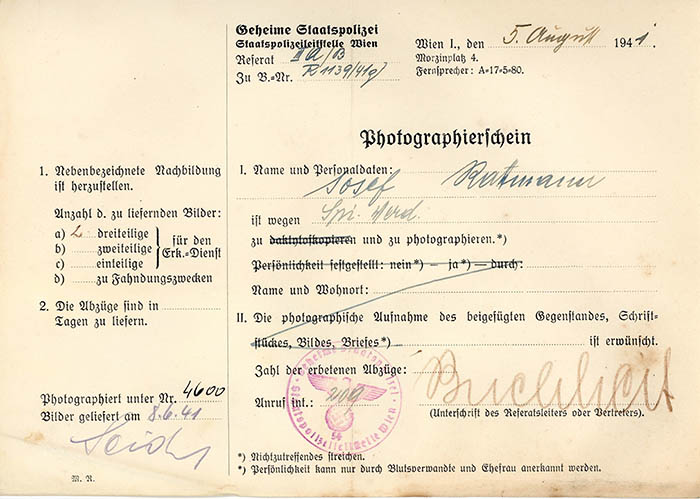 Geheime Staatspolizei
Staatspolizeileitstelle Wien
Referat II A/B
Zu B.=Nr. R 1139/41g
Wien I., den 5. August 1941.
Morzinplatz 4.
Fernsprecher: A=17=5=80.
Photographierschein
1. Nebenbezeichnete Nachbildung
ist herzustellen.
Anzahl d. zu liefernden Bilder:
a) 2 dreiteilige
b) zweiteilige
c) einteilige
für den
Erk.=Dienst
d) zu Fahndungszwecken
2. Die Abzüge sind in
Tagen zu liefern.
Photographiert unter Nr. 4600
Bilder geliefert am 8.6.41
M. N.
I. Name und Personaldaten:
Josef Ratmann
ist wegen
zu daktyloskopieren und zu photographieren.*)
Persönlichkeit festgestellt: nein*) — ja*) — durch:
Name und Wohnort:
II. Die photographische Aufnahme des beigefügten Gegenstandes, Schrift=
stückes, Bildes, Briefes*) ist erwünscht.
Zahl der erbetenen Abzüge:
Anruf int.: 209
(Unterschrift des Referatsleiters oder Vertreters).
Geheime Staatspolizei
Staatspolizeileitstelle Wien
54
*) Nichtzutreffendes streichen.
*) Persönlichkeit kann nur durch Blutsverwandte und Ehefrau anerkannt werden.